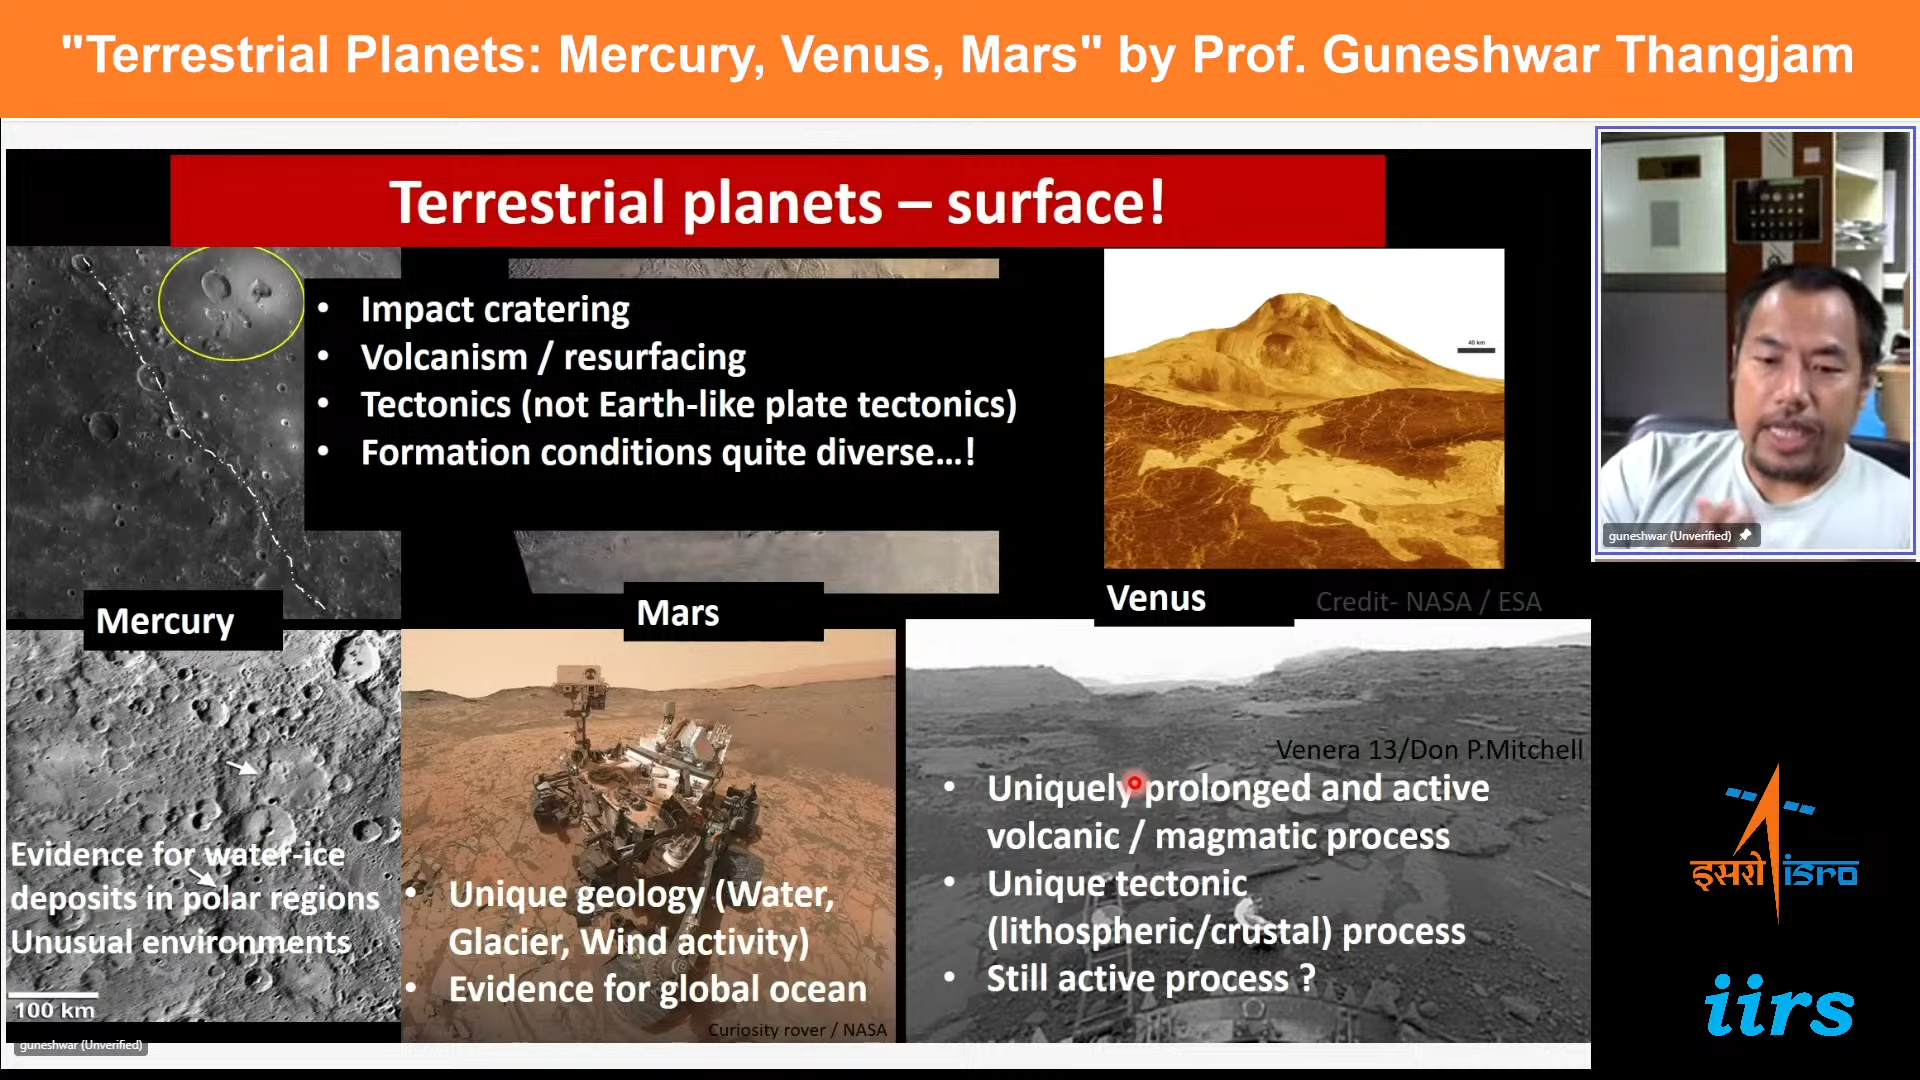 "Terrestrial Planets: Mercury, Venus, Mars" by Prof. Guneshwar Thangjam
Terrestrial planets – surface!
• Impact cratering
• Volcanism / resurfacing
• Tectonics (not Earth-like plate tectonics)
• Formation conditions quite diverse...!
40 km
Mercury
Mars
Venus
Credit- NASA / ESA
guneshwar (Unverified)
Evidence for water-ice
deposits in polar regions
Unusual environments
100 km
• Unique geology (Water,
Glacier, Wind activity)
• Evidence for global ocean
Curiosity rover / NASA
Venera 13/Don P.Mitchell
• Uniquely prolonged and active
volcanic / magmatic process
• Unique tectonic
(lithospheric/crustal) process
• Still active process ?
guneshwar (Unverified)
इसरो isro
iirs